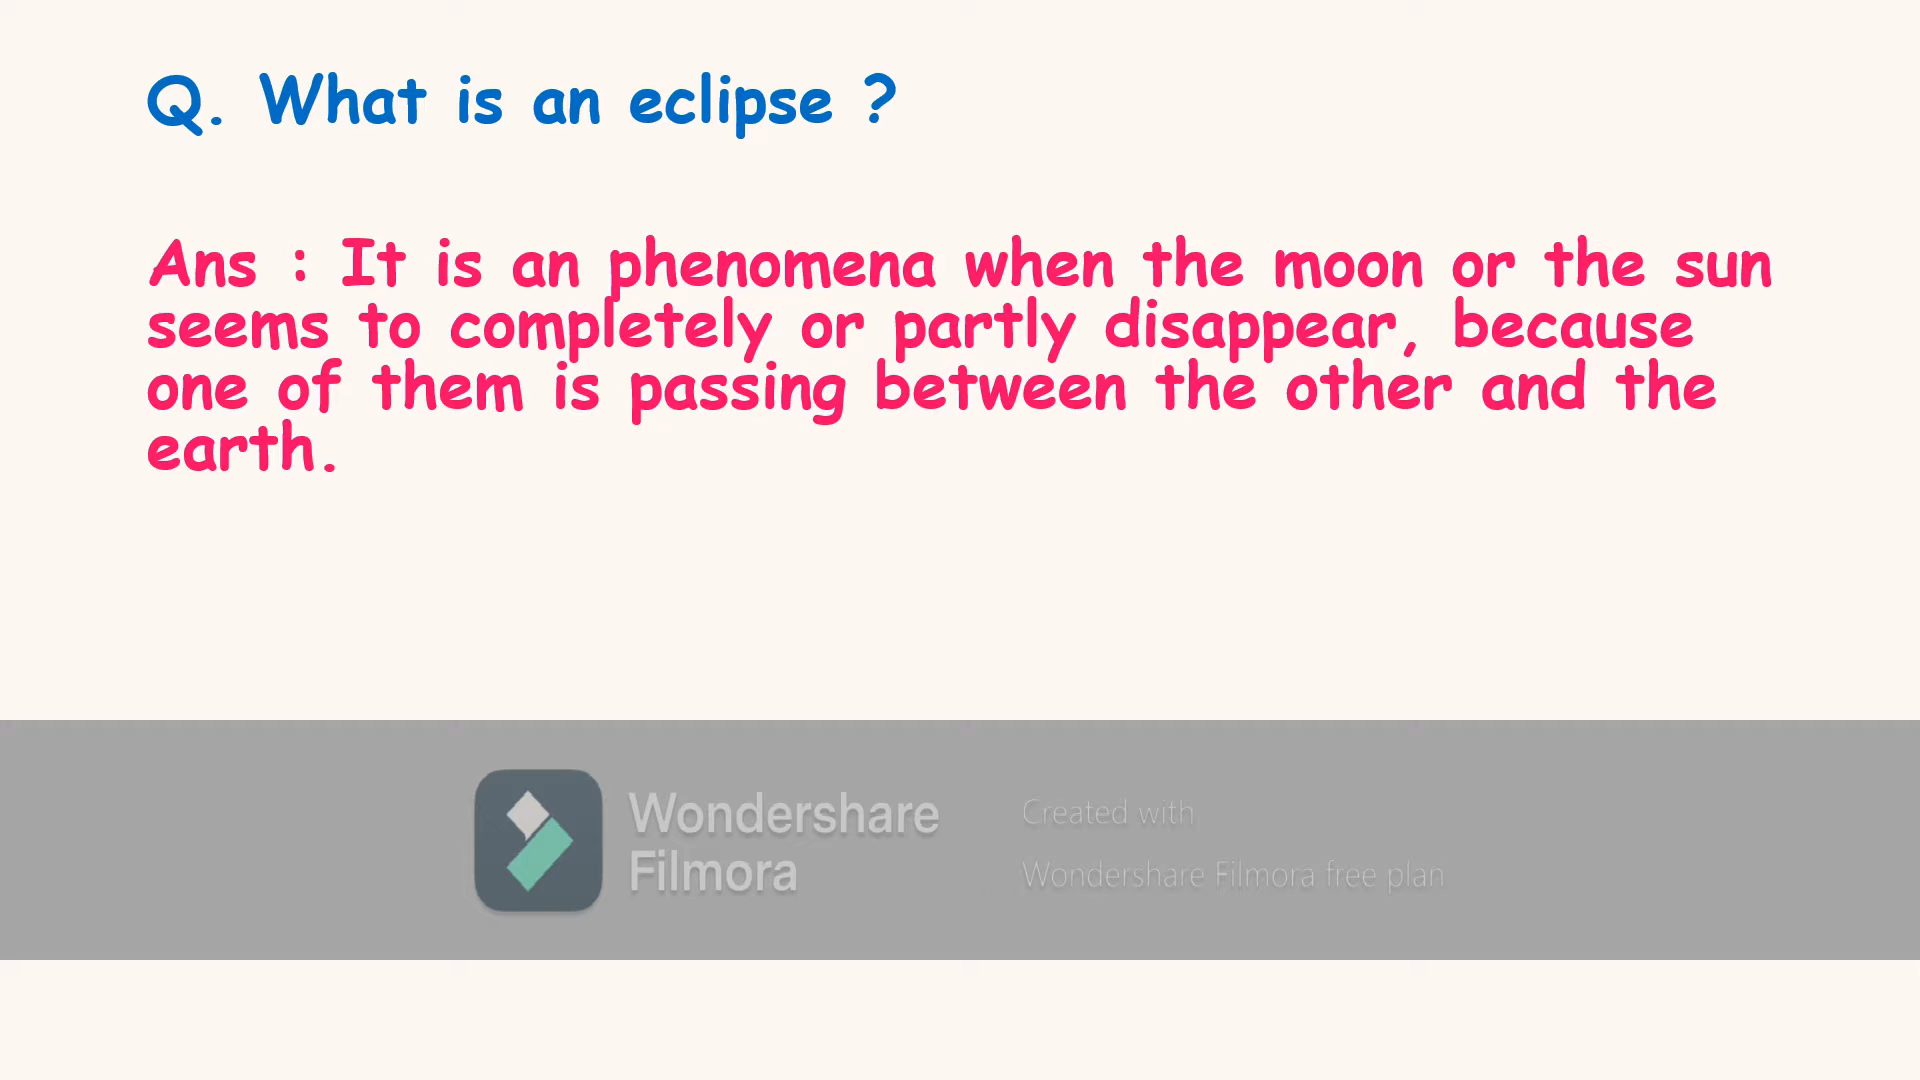 Q. What is an eclipse ?
Ans : It is an phenomena when the moon or the sun
seems to completely or partly disappear, because
one of them is passing between the other and the
earth.
Wondershare
Filmora
Created with
Wondershare Filmora free plan